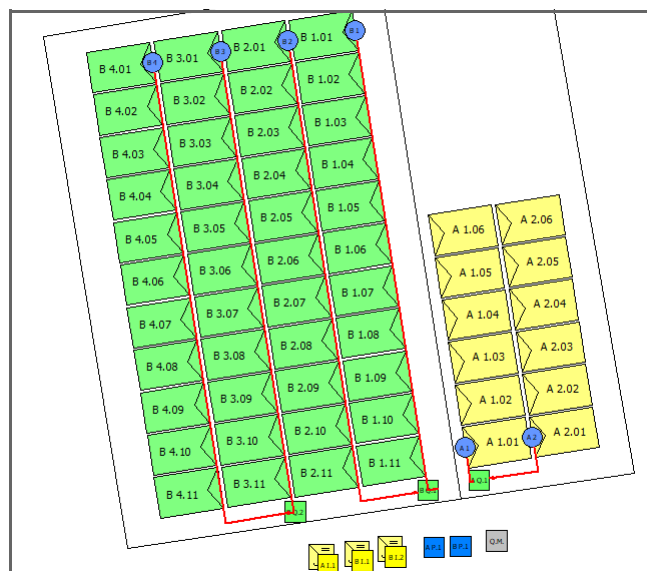 B 4.01
B 4
B 3.01
B 3
B 2.01
B 2
B 1.01
B 1
B 4.02
B 3.02
B 2.02
B 1.02
B 4.03
B 3.03
B 2.03
B 1.03
B 4.04
B 3.04
B 2.04
B 1.04
B 4.05
B 3.05
B 2.05
B 1.05
B 4.06
B 3.06
B 2.06
B 1.06
B 4.07
B 3.07
B 2.07
B 1.07
B 4.08
B 3.08
B 2.08
B 1.08
B 4.09
B 3.09
B 2.09
B 1.09
B 4.10
B 3.10
B 2.10
B 1.10
B 4.11
B 3.11
B 2.11
B 1.11
A 1.06
A 2.06
A 1.05
A 2.05
A 1.04
A 2.04
A 1.03
A 2.03
A 1.02
A 2.02
A 1
A 1.01
A 2
A 2.01
B Q.2
A Q.1
A I.1
B I.1
B I.2
A P.1
B P.1
Q.M.